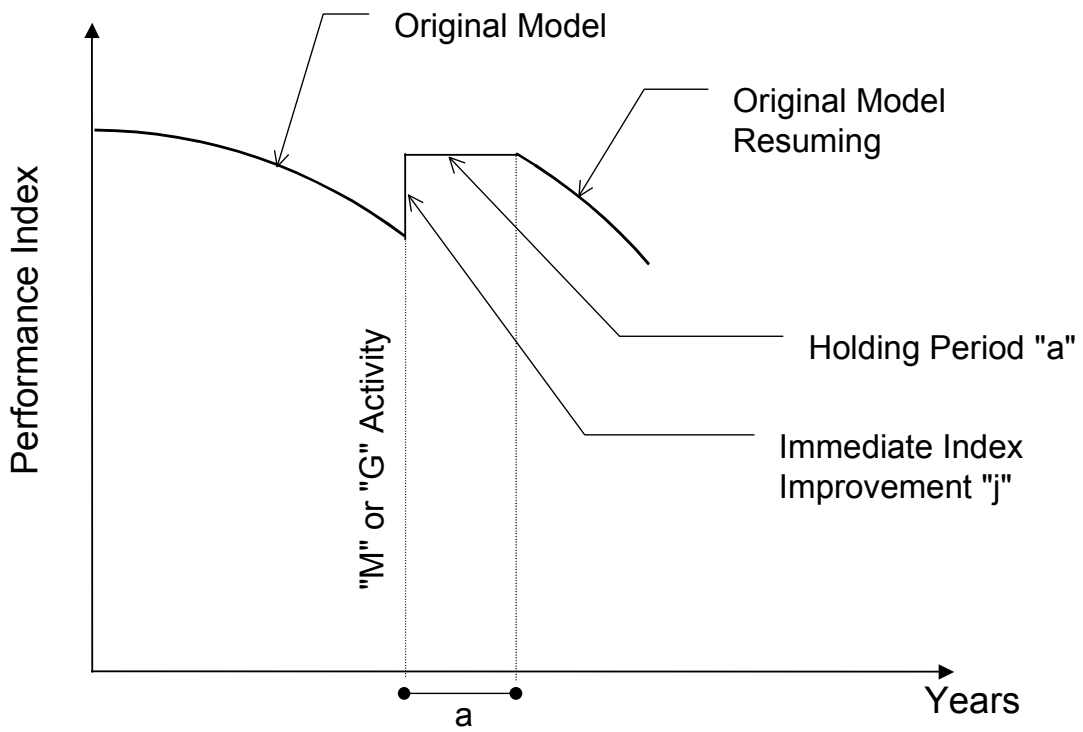 Original Model
Original Model
Resuming
Performance Index
"M" or "G" Activity
Holding Period "a"
Immediate Index
Improvement "j"
a
Years